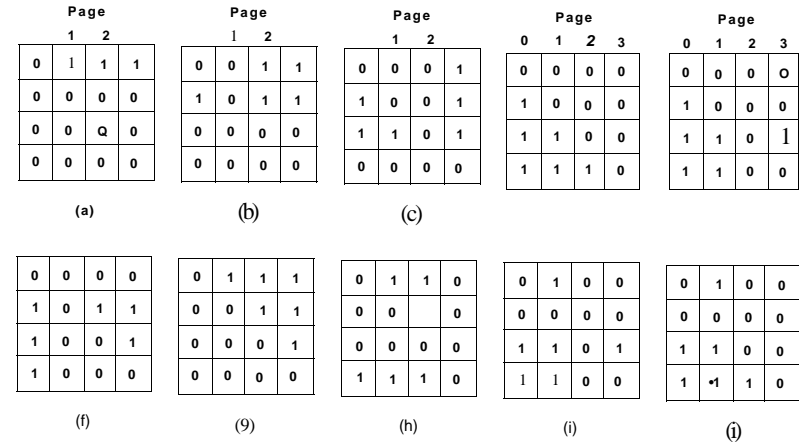 Page Page Page Page Page
1 2 1 2 1 2 0 1 2 3 0 1 2 3
0 1 1 1 0 0 1 1 0 0 0 1 0 0 0 0 0 0 0 O
0 0 0 0 1 0 1 1 1 0 0 1 1 0 0 0 1 0 0 0
0 0 Q 0 0 0 0 0 1 1 0 1 1 1 0 0 1 1 0 1
0 0 0 0 0 0 0 0 0 0 0 0 1 1 1 0 1 1 0 0
(a) (b) (c)
0 0 0 0 0 1 1 1 0 1 1 0 0 1 0 0 0 1 0 0
1 0 1 1 0 0 1 1 0 0 0 0 0 0 0 0 0 0 0
1 0 0 1 0 0 0 1 0 0 0 0 1 1 0 1 1 1 0 0
1 0 0 0 0 0 0 0 1 1 1 0 1 1 0 0 1 •1 1 0
(f) (9) (h) (i) (i)